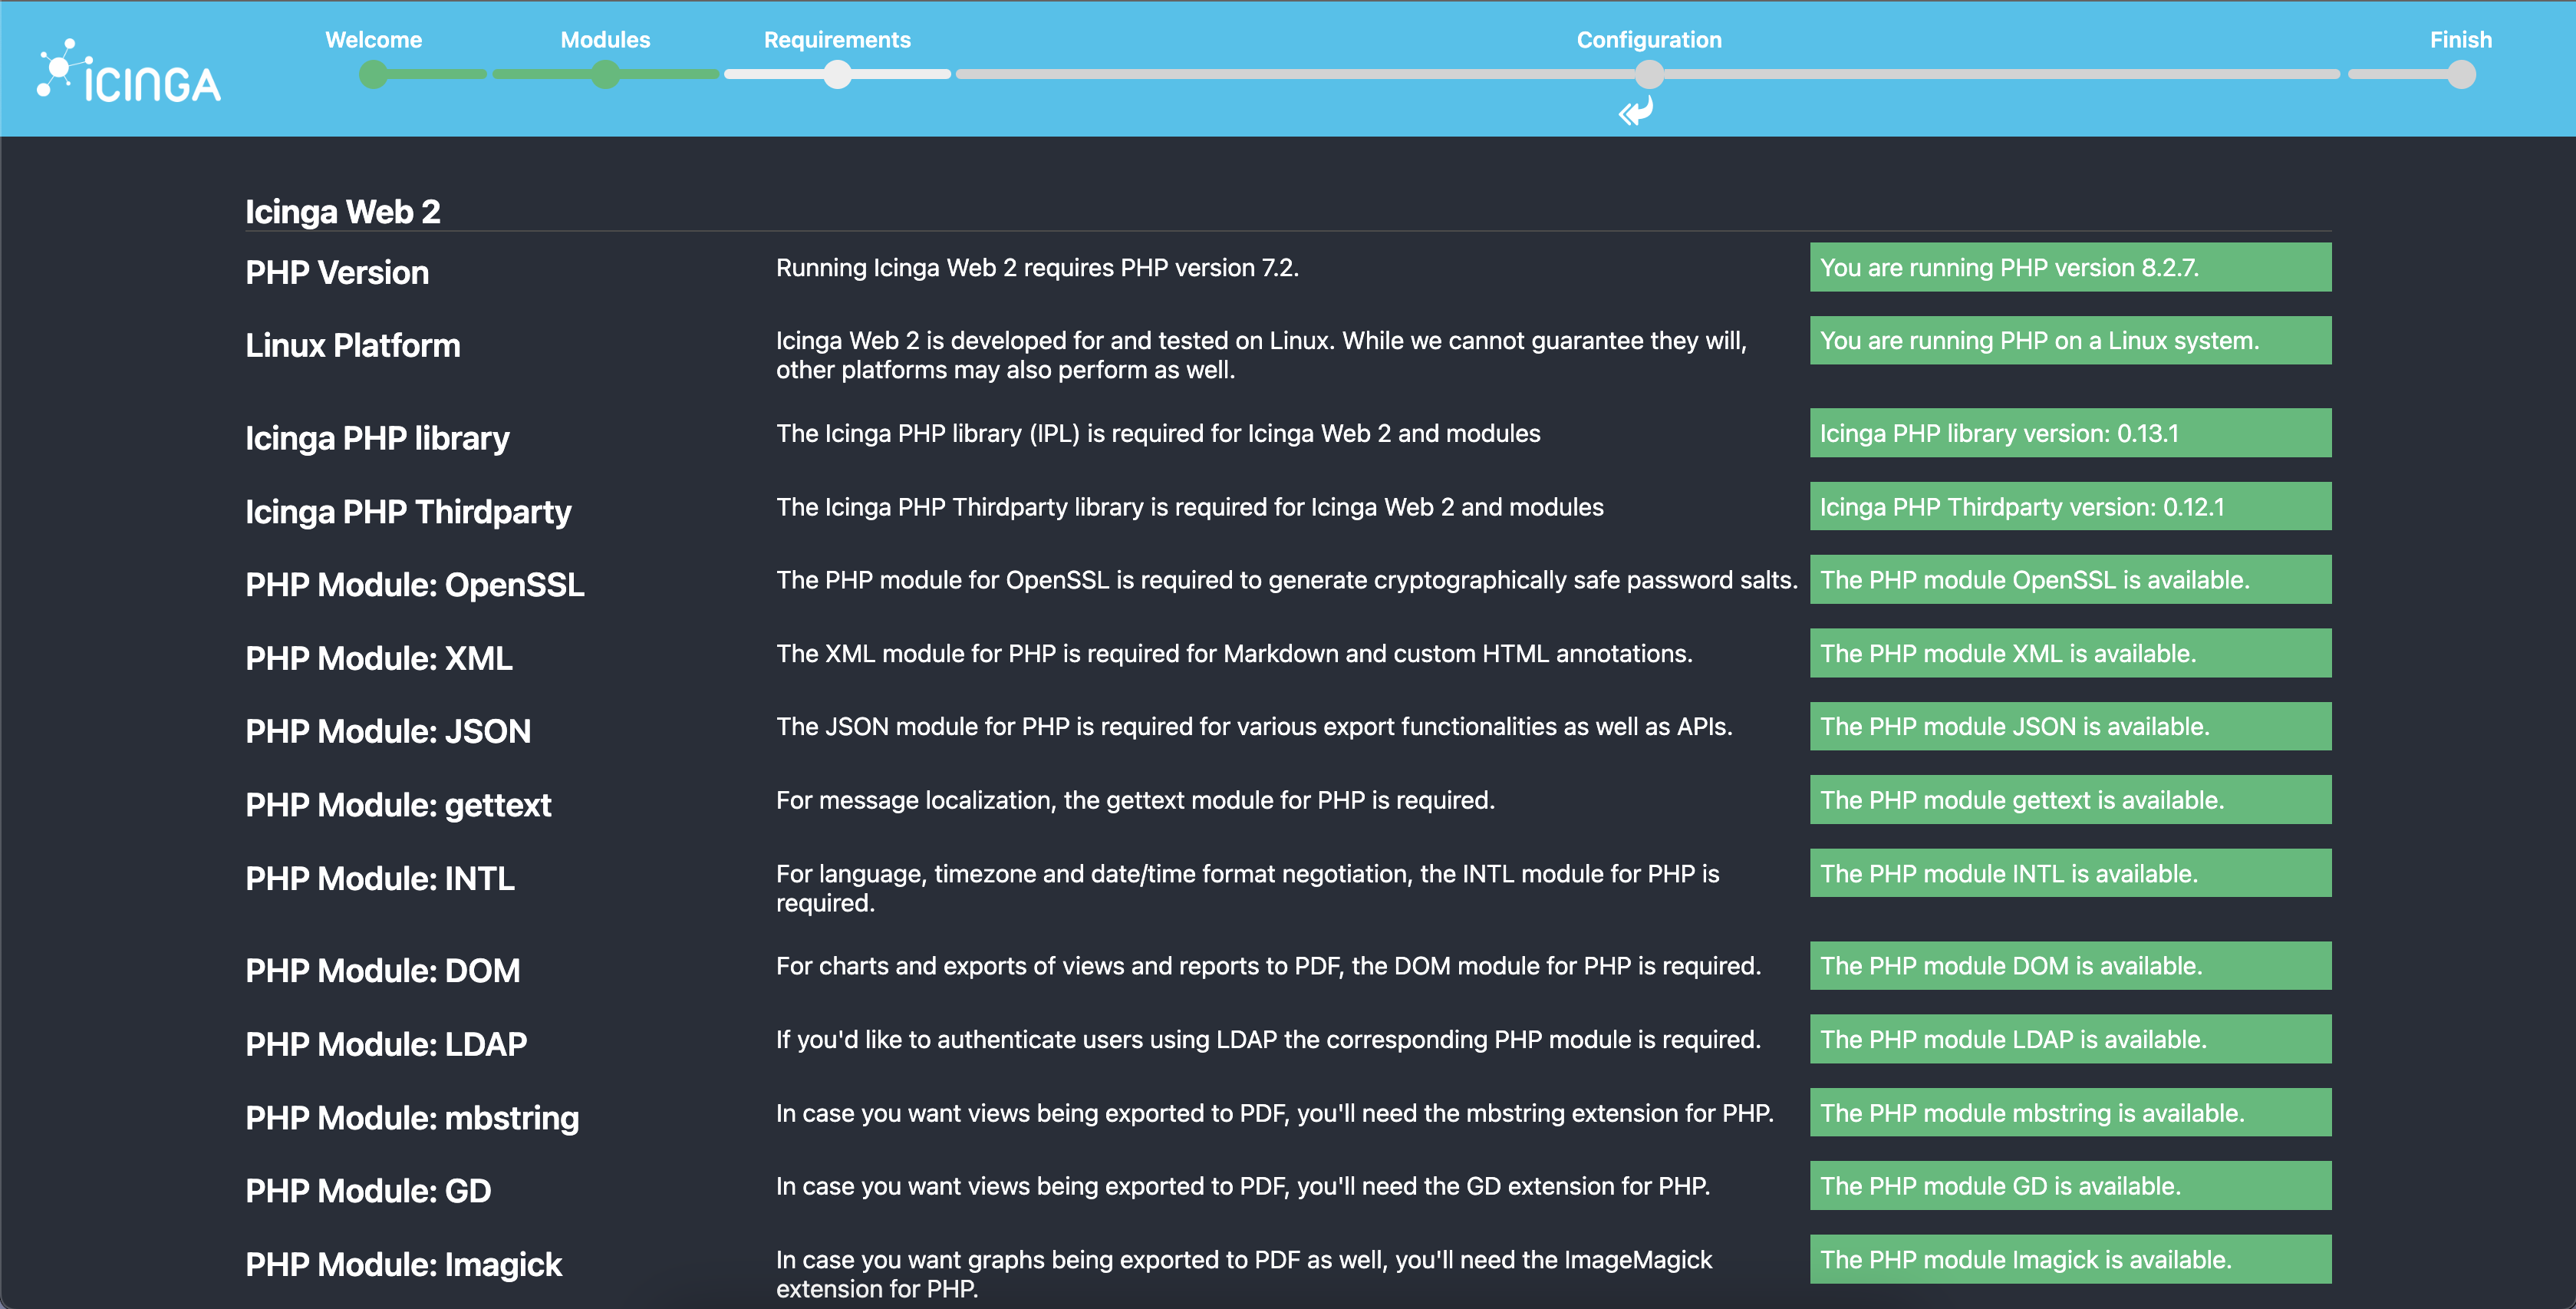 ICINGA
Welcome
Modules
Requirements
Configuration
Finish
Icinga Web 2
PHP Version
Running Icinga Web 2 requires PHP version 7.2.
You are running PHP version 8.2.7.
Linux Platform
Icinga Web 2 is developed for and tested on Linux. While we cannot guarantee they will,
other platforms may also perform as well.
You are running PHP on a Linux system.
Icinga PHP library
The Icinga PHP library (IPL) is required for Icinga Web 2 and modules
Icinga PHP library version: 0.13.1
Icinga PHP Thirdparty
The Icinga PHP Thirdparty library is required for Icinga Web 2 and modules
Icinga PHP Thirdparty version: 0.12.1
PHP Module: OpenSSL
The PHP module for OpenSSL is required to generate cryptographically safe password salts.
The PHP module OpenSSL is available.
PHP Module: XML
The XML module for PHP is required for Markdown and custom HTML annotations.
The PHP module XML is available.
PHP Module: JSON
The JSON module for PHP is required for various export functionalities as well as APIs.
The PHP module JSON is available.
PHP Module: gettext
For message localization, the gettext module for PHP is required.
The PHP module gettext is available.
PHP Module: INTL
For language, timezone and date/time format negotiation, the INTL module for PHP is
required.
The PHP module INTL is available.
PHP Module: DOM
For charts and exports of views and reports to PDF, the DOM module for PHP is required.
The PHP module DOM is available.
PHP Module: LDAP
If you'd like to authenticate users using LDAP the corresponding PHP module is required.
The PHP module LDAP is available.
PHP Module: mbstring
In case you want views being exported to PDF, you'll need the mbstring extension for PHP.
The PHP module mbstring is available.
PHP Module: GD
In case you want views being exported to PDF, you'll need the GD extension for PHP.
The PHP module GD is available.
PHP Module: Imagick
In case you want graphs being exported to PDF as well, you'll need the ImageMagick
extension for PHP.
The PHP module Imagick is available.